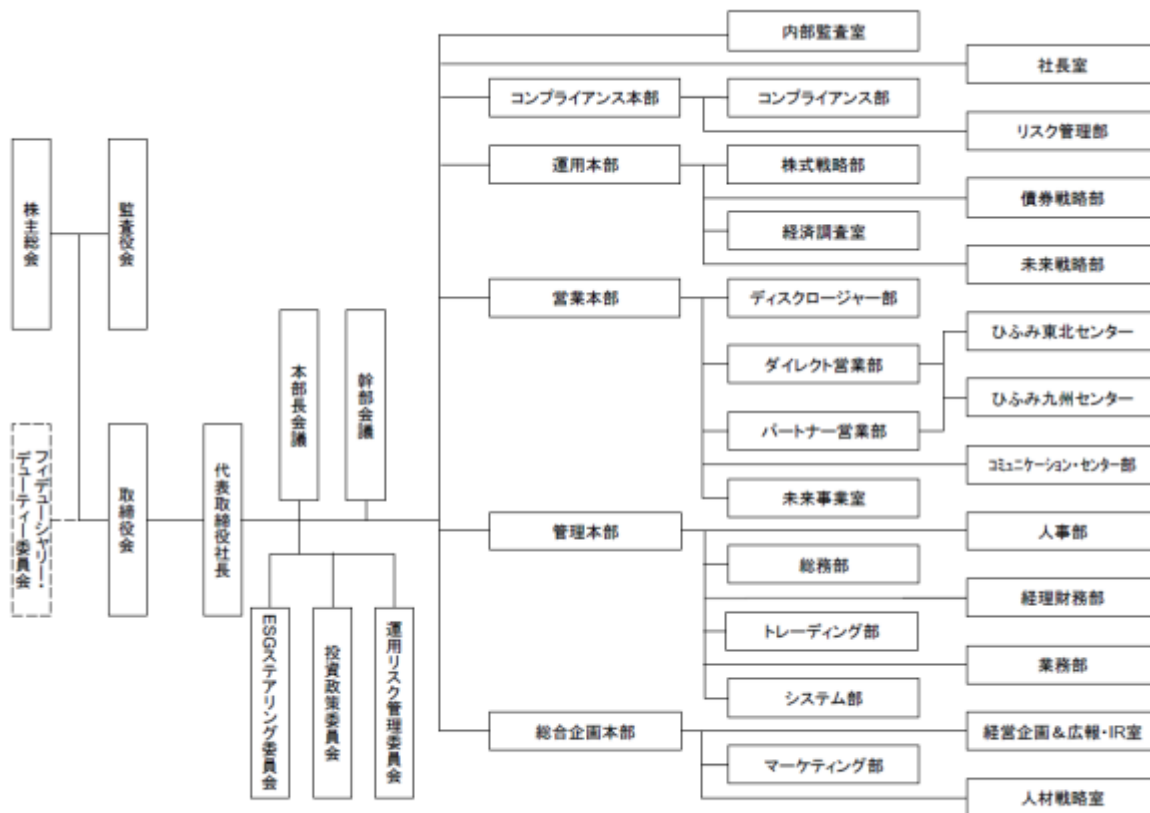 内部監査室
社長室
コンプライアンス本部
コンプライアンス部
リスク管理部
運用本部
株式戦略部
債券戦略部
経済調査室
未来戦略部
営業本部
ディスクロージャー部
ひふみ東北センター
ダイレクト営業部
ひふみ九州センター
パートナー営業部
コミュニケーション・センター部
未来事業室
管理本部
人事部
総務部
経理財務部
トレーディング部
業務部
システム部
総合企画本部
経営企画&広報・IR室
マーケティング部
人材戦略室
株主総会
監査役会
フィデューシャリー・
デューティー委員会
取締役会
代表取締役社長
本部長会議
幹部会議
ESGステアリング委員会
投資政策委員会
運用リスク管理委員会